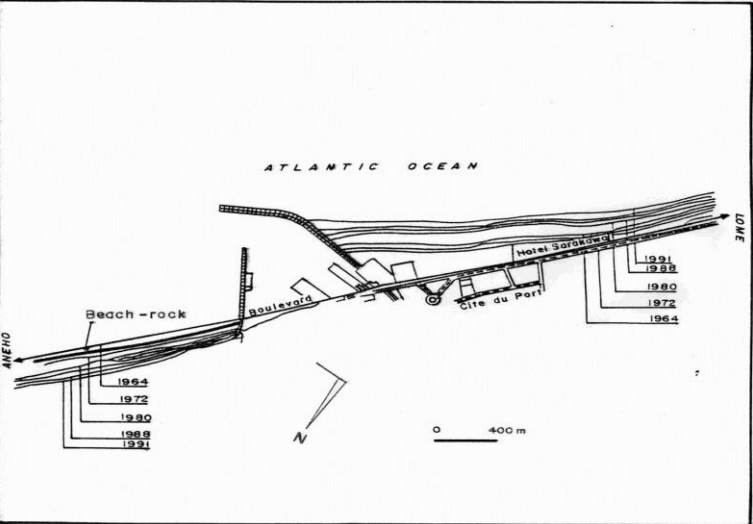 ATLANTIC OCEAN
LOME
Hotel Sarakawa
1991
1988
1980
1972
1964
Cite du Port
Boulevard
Beach-rock
ANEHO
1964
1972
1980
1988
1991
N
0 400 m